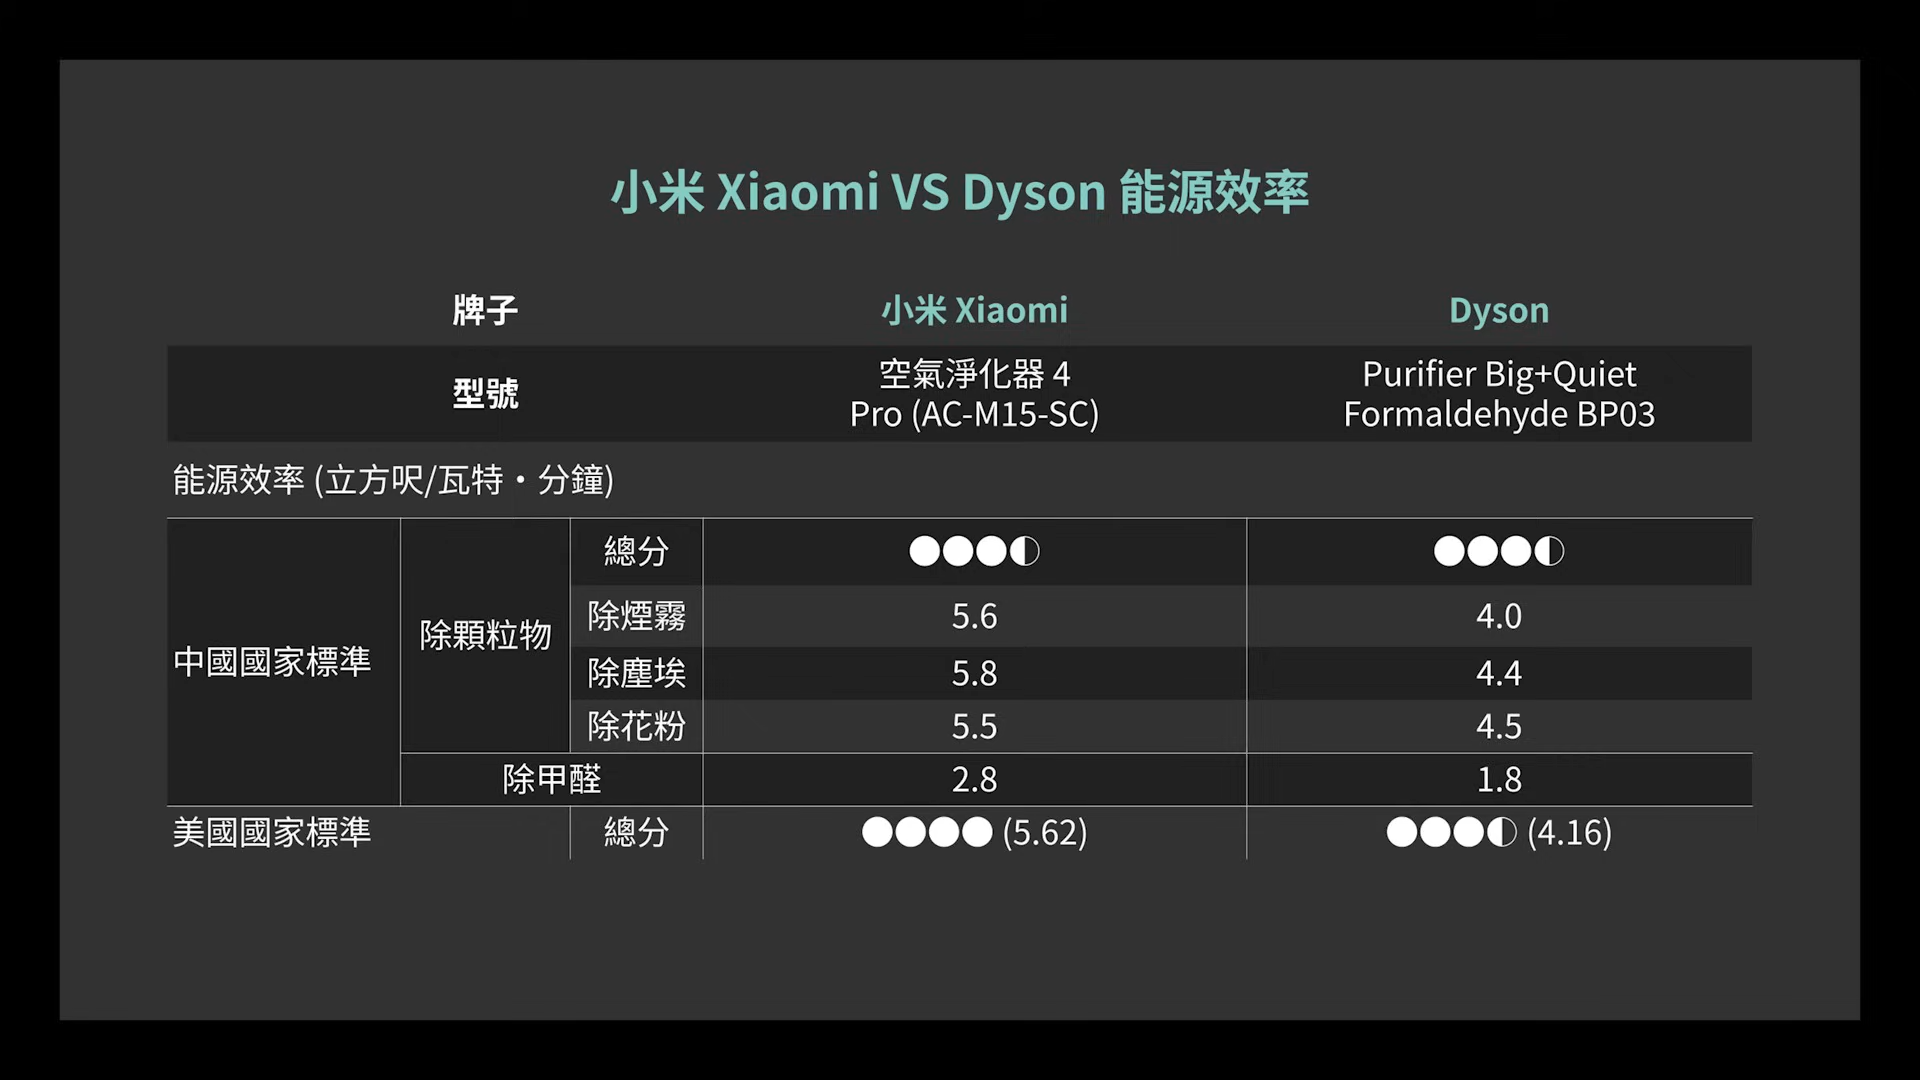 小米 Xiaomi VS Dyson 能源效率
牌子 小米 Xiaomi Dyson
型號 空氣淨化器 4 Pro (AC-M15-SC) Purifier Big+Quiet Formaldehyde BP03
能源效率 (立方呎/瓦特・分鐘)
中國國家標準 除顆粒物 總分 ●●●◐ ●●●◐
除煙霧 5.6 4.0
除塵埃 5.8 4.4
除花粉 5.5 4.5
除甲醛 2.8 1.8
美國國家標準 總分 ●●●● (5.62) ●●●◐ (4.16)